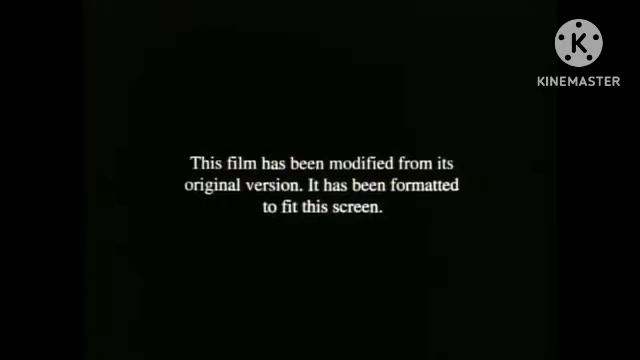 KINEMASTER
This film has been modified from its
original version. It has been formatted
to fit this screen.